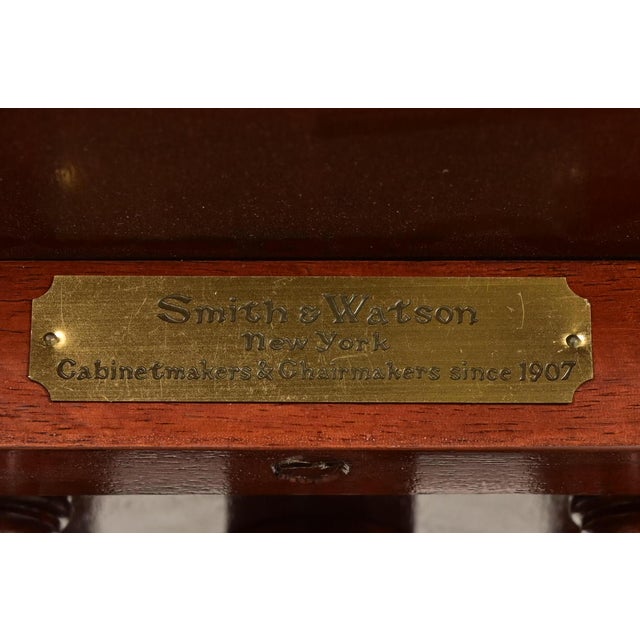 Smith & Watson
New York
Cabinetmakers & Chairmakers since 1907